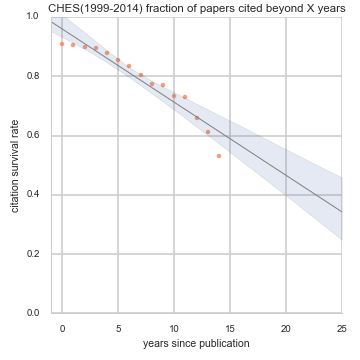 CHES(1999-2014) fraction of papers cited beyond X years
1.0
0.8
0.6
0.4
0.2
0.0
citation survival rate
0 5 10 15 20 25
years since publication